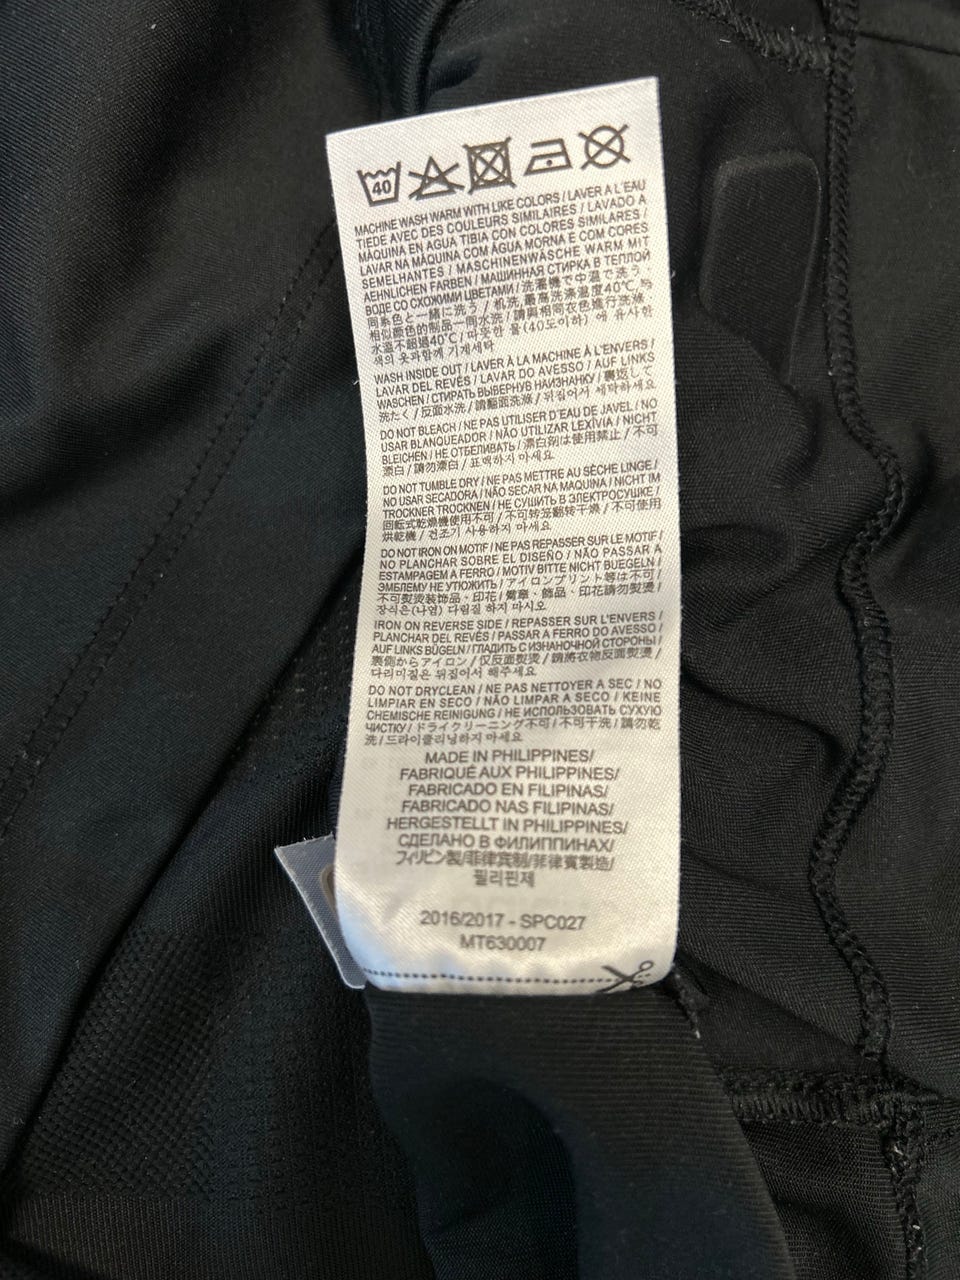 40
MACHINE WASH WARM WITH LIKE COLORS / LAVER A L'EAU
TIEDE AVEC DES COULEURS SIMILAIRES / LAVADO A
MÁQUINA EN AGUA TIBIA CON COLORES SIMILARES /
LAVAR NA MÁQUINA COM ÁGUA MORNA E COM CORES
SEMELHANTES / MASCHINENWÄSCHE WARM MIT
AEHNLICHEN FARBEN / МАШИННАЯ СТИРКА В ТЕПЛОЙ
ВОДЕ СО СХОЖИМИ ЦВЕТАМИ / 洗濯機で中温で洗う、
同系色と一緒に洗う / 机洗,最高洗涤温度40℃,与
相似颜色的制品一同水洗 / 請與相同衣色進行洗滌
水溫不超過40℃ / 따뜻한 물(40도이하) 에 유사한
색의 옷과함께 기계세탁
WASH INSIDE OUT / LAVER À LA MACHINE À L'ENVERS /
LAVAR DEL REVÉS / LAVAR DO AVESSO / AUF LINKS
WASCHEN / СТИРАТЬ ВЫВЕРНУВ НАИЗНАНКУ / 裏返して
洗たく / 反面水洗 / 請翻面洗滌 / 뒤집어서 세탁하세요
DO NOT BLEACH / NE PAS UTILISER D'EAU DE JAVEL / NO
USAR BLANQUEADOR / NÃO UTILIZAR LEXÍVIA / NICHT
BLEICHEN / НЕ ОТБЕЛИВАТЬ / 漂白剤は使用禁止 / 不可
漂白 / 請勿漂白 / 표백하지 마세요
DO NOT TUMBLE DRY / NE PAS METTRE AU SÈCHE LINGE /
NO USAR SECADORA / NÃO SECAR NA MAQUINA / NICHT IM
TROCKNER TROCKNEN / НЕ СУШИТЬ В ЭЛЕКТРОСУШКЕ /
回転式乾燥機使用不可 / 不可转笼翻转干燥 / 不可使用
烘乾機 / 건조기 사용하지 마세요
DO NOT IRON ON MOTIF / NE PAS REPASSER SUR LE MOTIF /
NO PLANCHAR SOBRE EL DISEÑO / NÃO PASSAR A
ESTAMPAGEM A FERRO / MOTIV BITTE NICHT BUEGELN /
ЭМБЛЕМУ НЕ УТЮЖИТЬ / アイロンプリント等は不可 /
不可熨烫装饰品、印花 / 徽章、飾品、印花請勿熨燙 /
장식은(나염) 다림질 하지 마시오
IRON ON REVERSE SIDE / REPASSER SUR L'ENVERS /
PLANCHAR DEL REVÉS / PASSAR A FERRO DO AVESSO /
AUF LINKS BÜGELN / ГЛАДИТЬ С ИЗНАНОЧНОЙ СТОРОНЫ /
裏側からアイロン / 仅反面熨烫 / 請將衣物反面熨燙 /
다리미질은 뒤집어서 해주세요
DO NOT DRYCLEAN / NE PAS NETTOYER A SEC / NO
LIMPIAR EN SECO / NÃO LIMPAR A SECO / KEINE
CHEMISCHE REINIGUNG / НЕ ИСПОЛЬЗОВАТЬ СУХУЮ
ЧИСТКУ / ドライクリーニング不可 / 不可干洗 / 請勿乾
洗 / 드라이클리닝하지 마세요
MADE IN PHILIPPINES/
FABRIQUÉ AUX PHILIPPINES/
FABRICADO EN FILIPINAS/
FABRICADO NAS FILIPINAS/
HERGESTELLT IN PHILIPPINEN/
СДЕЛАНО В ФИЛИППИНАХ/
フィリピン製/菲律宾制/菲律賓製造/
필리핀제
2016/2017 - SPC027
MT630007